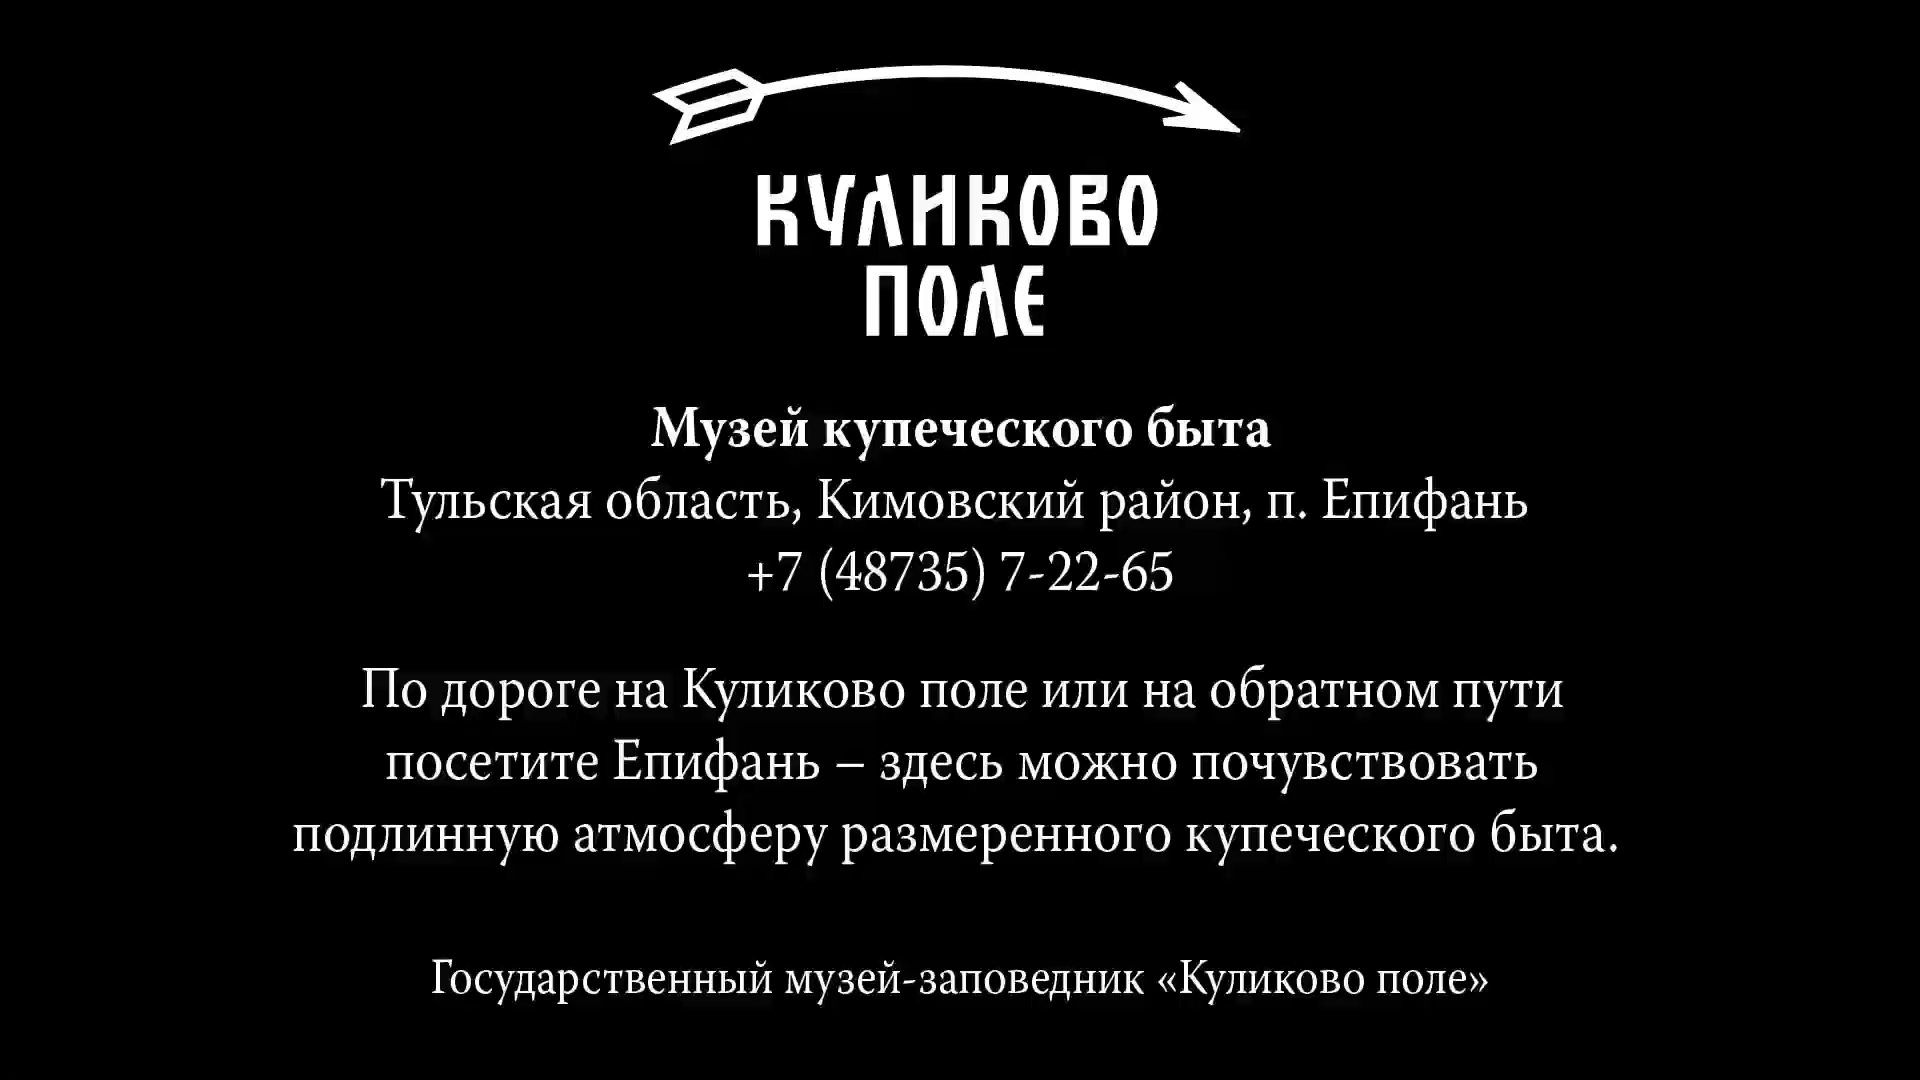 КУЛИКОВО
ПОЛЕ
Музей купеческого быта
Тульская область, Кимовский район, п. Епифань
+7 (48735) 7-22-65
По дороге на Куликово поле или на обратном пути
посетите Епифань – здесь можно почувствовать
подлинную атмосферу размеренного купеческого быта.
Государственный музей-заповедник «Куликово поле»